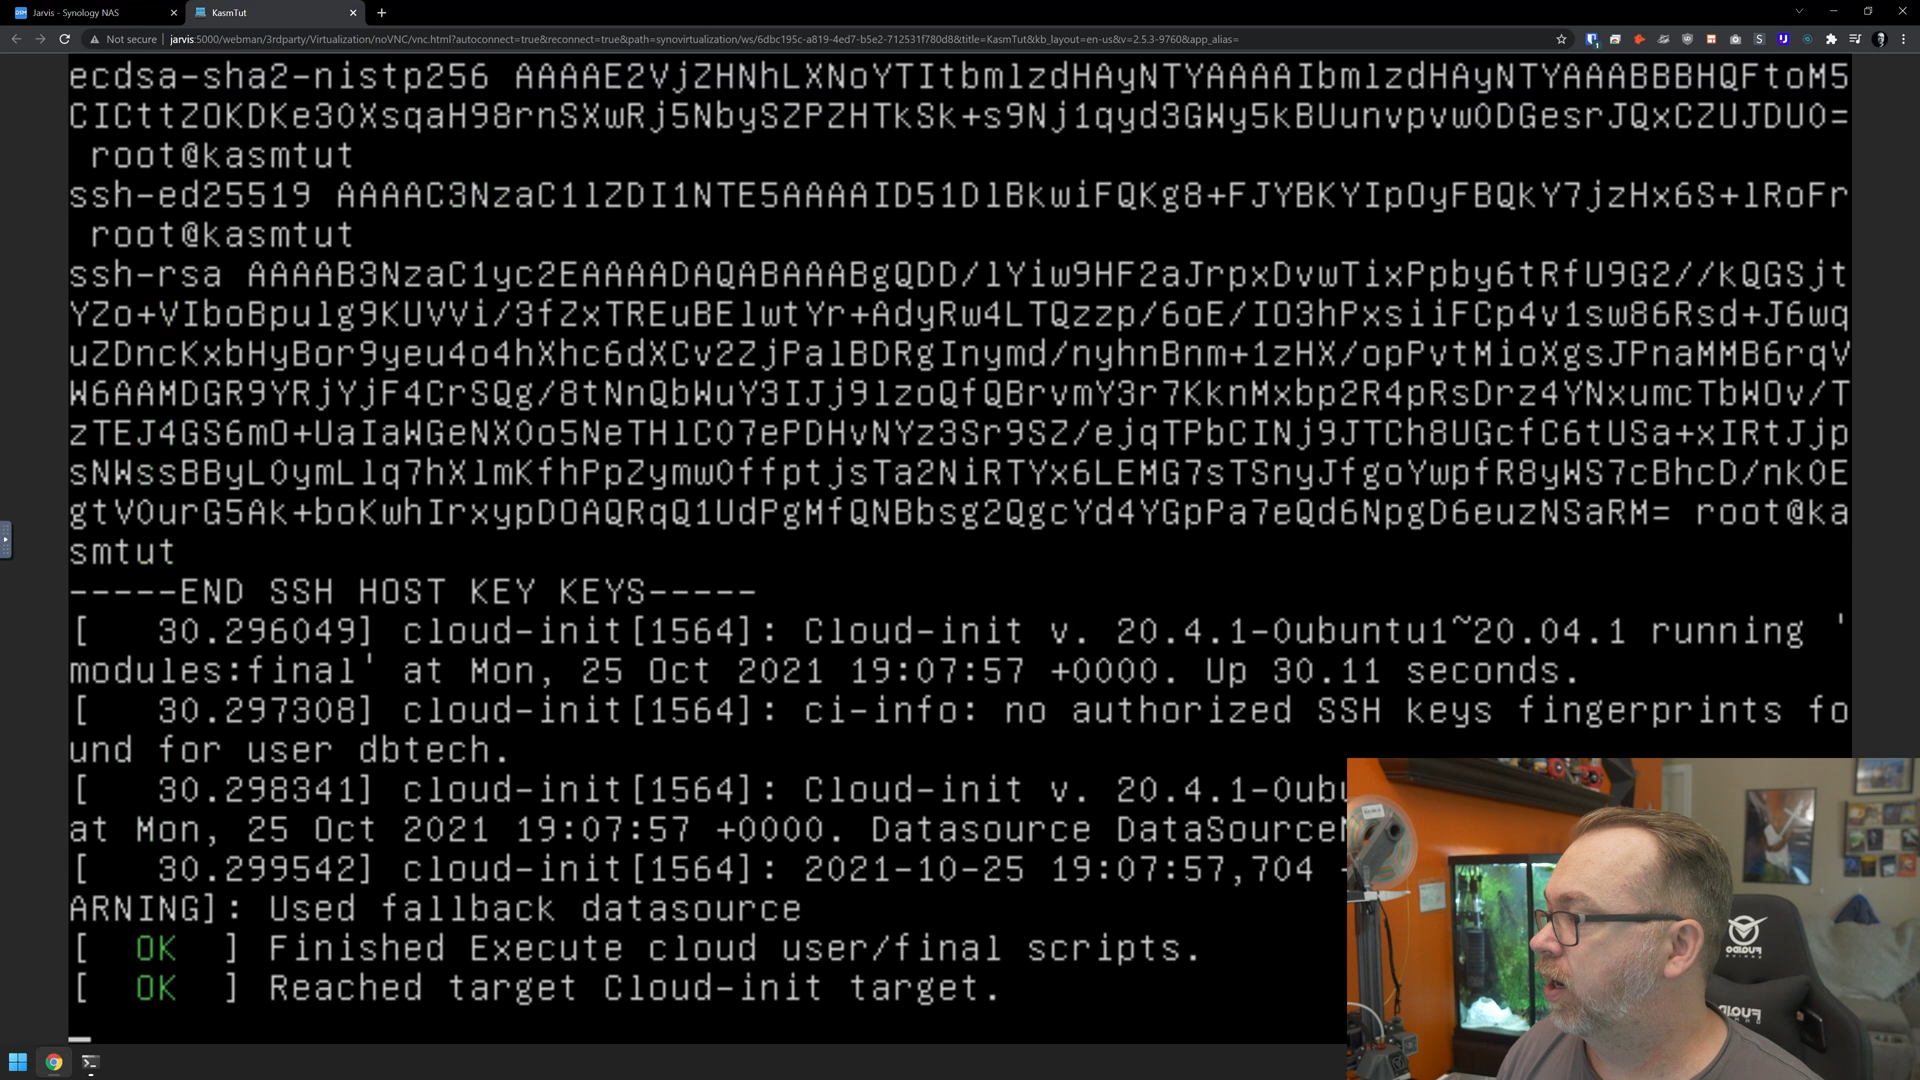 Jarvis - Synology NAS
KasmTut
Not secure
jarvis:5000/webman/3rdparty/Virtualization/noVNC/vnc.html?autoconnect=true&reconnect=true&path=synovirtualization/ws/6dbc195c-a819-4ed7-b5e2-712531f780d8&title=KasmTut&kb_layout=en-us&v=2.5.3-9760&app_alias=
ecdsa-sha2-nistp256 AAAAE2VjZHNhLXNoYTItbmlzdHAyNTYAAAAIbmlzdHAyNTYAAABBBHQFtoM5
CICttZOKDKe30XsqaH98rnSXwRj5NbySZPZHTkSk+s9Nj1qyd3GWy5kBUunvpvwODGesrJQxCZUJDU0=
root@kasmtut
ssh-ed25519 AAAAC3NzaC1lZDI1NTE5AAAAID51DlBkwiFQKg8+FJYBKYIpOyFBQkY7jzHx6S+lRoFr
root@kasmtut
ssh-rsa AAAAB3NzaC1yc2EAAAADAQABAAABgQDD/lYiw9HF2aJrpxDvwTixPpby6tRfU9G2//kQGSjt
YZo+VIboBpulg9KUVVi/3fZxTREuBElwtYr+AdyRw4LTQzzp/6oE/IO3hPxsiiFCp4v1sw86Rsd+J6wq
uZDncKxbHyBor9yeu4o4hXhc6dXCv2ZjPalBDRgInymd/nyhnBnm+1zHX/opPvtMioXgsJPnaMMB6rqV
W6AAMDGR9YRjYjF4CrSQg/8tNnQbWuY3IJj9lzoQfQBrvmY3r7KknMxbp2R4pRsDrz4YNxumcTbWOv/T
zTEJ4GS6mO+UaIaWGeNXOo5NeTHlCO7ePDHvNYz3Sr9SZ/ejqTPbCINj9JTCh8UGcfC6tUSa+xIRtJjp
sNWssBByLOymLlq7hXlmKfhPpZymwOffptjsTa2NiRTYx6LEMG7sTSnyJfgoYwpfR8yWS7cBhcD/nkOE
gtVOurG5Ak+boKwhIrxypDOAQRqQ1UdPgMfQNBbsg2QgcYd4YGpPa7eQd6NpgD6euzNSaRM= root@ka
smtut
-----END SSH HOST KEY KEYS-----
[   30.296049] cloud-init[1564]: Cloud-init v. 20.4.1-0ubuntu1~20.04.1 running '
modules:final' at Mon, 25 Oct 2021 19:07:57 +0000. Up 30.11 seconds.
[   30.297308] cloud-init[1564]: ci-info: no authorized SSH keys fingerprints fo
und for user dbtech.
[   30.298341] cloud-init[1564]: Cloud-init v. 20.4.1-0ubu
at Mon, 25 Oct 2021 19:07:57 +0000. Datasource DataSource
[   30.299542] cloud-init[1564]: 2021-10-25 19:07:57,704
ARNING]: Used fallback datasource
[  OK  ] Finished Execute cloud user/final scripts.
[  OK  ] Reached target Cloud-init target.